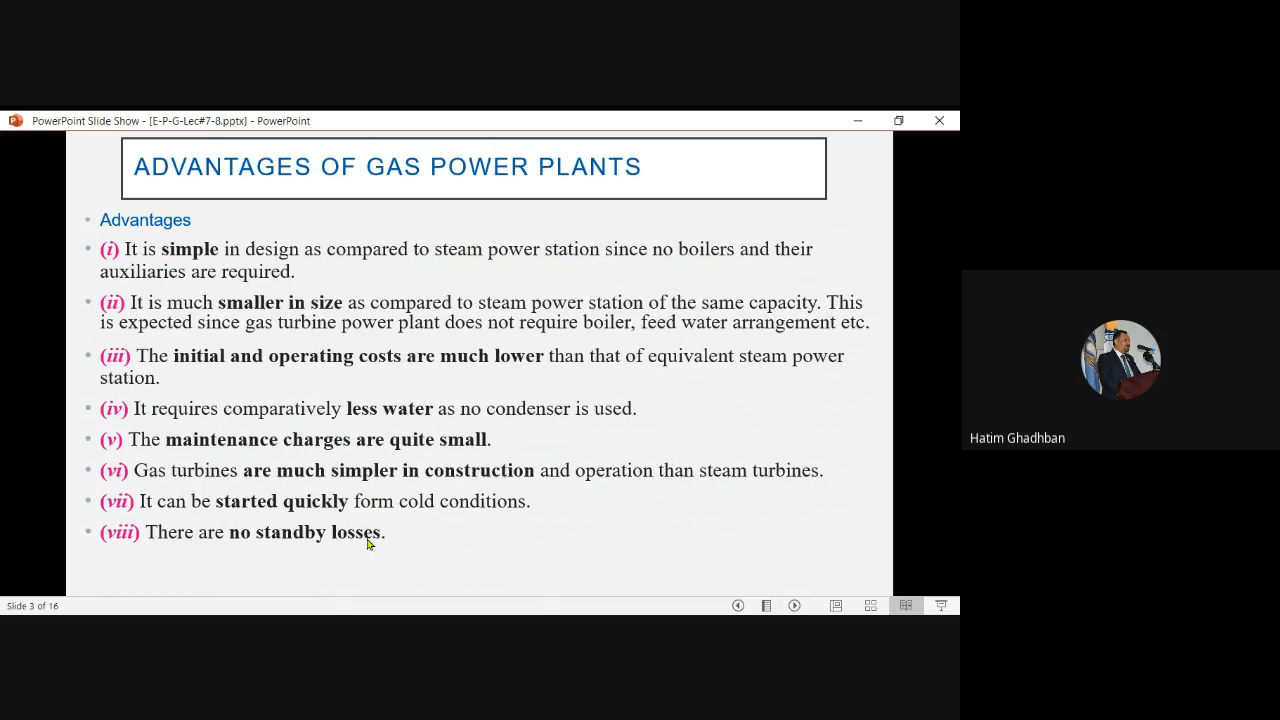 PowerPoint Slide Show - [E-P-G-Lec#7-8.pptx] - PowerPoint
ADVANTAGES OF GAS POWER PLANTS
• Advantages
• (i) It is simple in design as compared to steam power station since no boilers and their
auxiliaries are required.
• (ii) It is much smaller in size as compared to steam power station of the same capacity. This
is expected since gas turbine power plant does not require boiler, feed water arrangement etc.
• (iii) The initial and operating costs are much lower than that of equivalent steam power
station.
• (iv) It requires comparatively less water as no condenser is used.
• (v) The maintenance charges are quite small.
• (vi) Gas turbines are much simpler in construction and operation than steam turbines.
• (vii) It can be started quickly form cold conditions.
• (viii) There are no standby losses.
Slide 3 of 16
Hatim Ghadhban